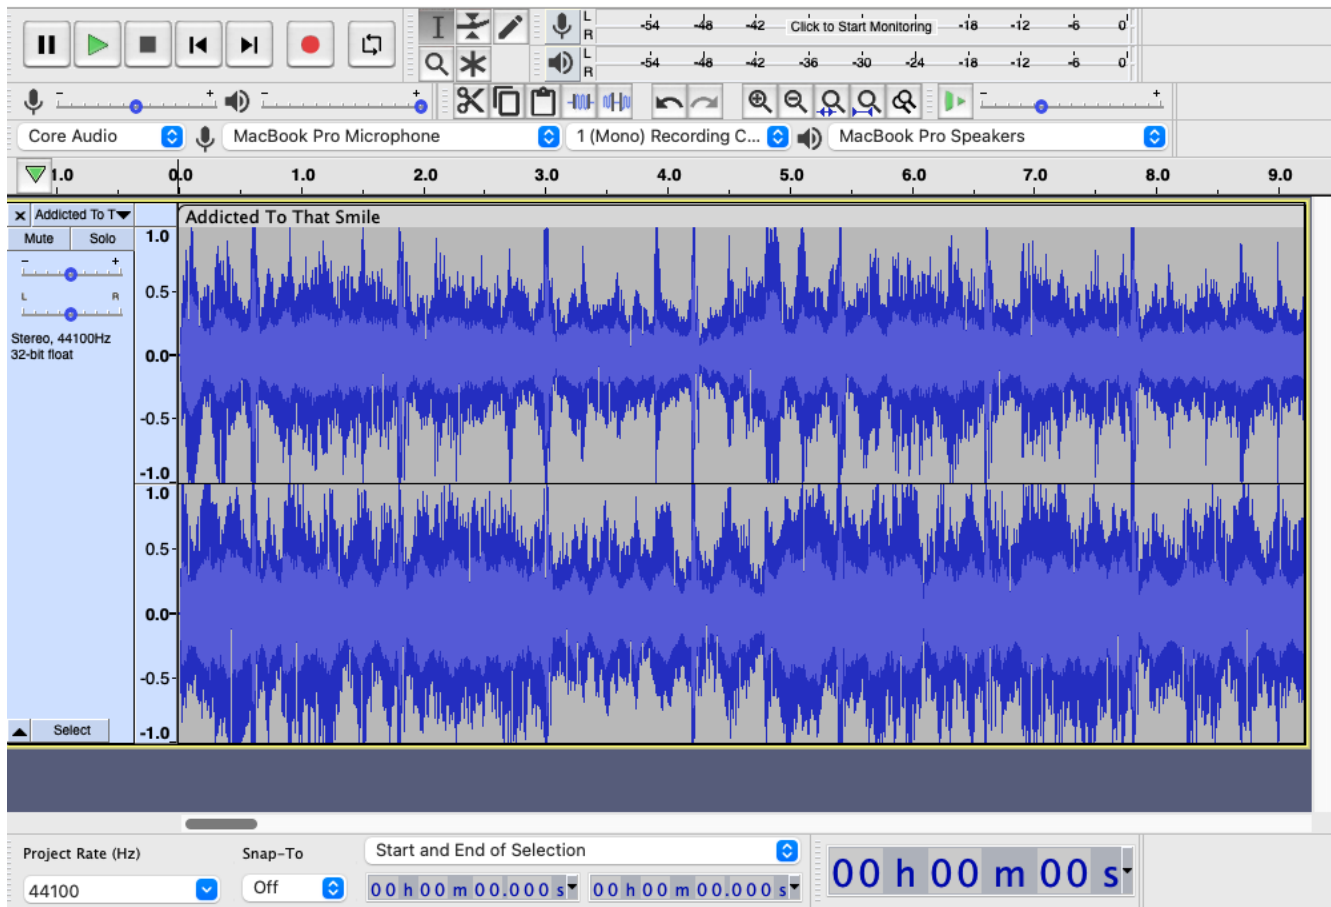 L
R
-54 -48 -42 Click to Start Monitoring -18 -12 -6 0
L
R
-54 -48 -42 -36 -30 -24 -18 -12 -6 0
- + - +
- +
Core Audio MacBook Pro Microphone 1 (Mono) Recording C... MacBook Pro Speakers
1.0 0.0 1.0 2.0 3.0 4.0 5.0 6.0 7.0 8.0 9.0
x Addicted To T Addicted To That Smile
Mute Solo 1.0
- +
0.5
L R
Stereo, 44100Hz
32-bit float 0.0
-0.5
-1.0
1.0
0.5
0.0
-0.5
Select -1.0
Project Rate (Hz) Snap-To Start and End of Selection
44100 Off 00 h 00 m 00.000 s 00 h 00 m 00.000 s 00 h 00 m 00 s